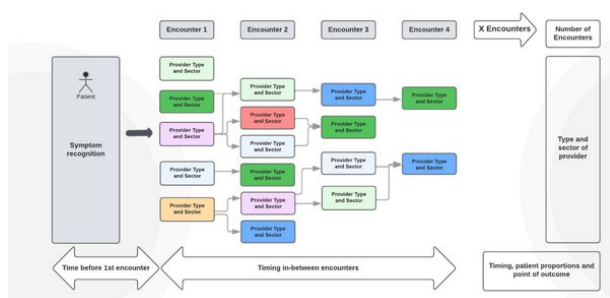 Encounter 1
Encounter 2
Encounter 3
Encounter 4
X Encounters
Number of
Encounters
Patient
Symptom
recognition
Provider Type
and Sector
Provider Type
and Sector
Provider Type
and Sector
Provider Type
and Sector
Provider Type
and Sector
Provider Type
and Sector
Provider Type
and Sector
Provider Type
and Sector
Provider Type
and Sector
Provider Type
and Sector
Provider Type
and Sector
Provider Type
and Sector
Provider Type
and Sector
Provider Type
and Sector
Provider Type
and Sector
Provider Type
and Sector
Provider Type
and Sector
Type and
sector of
provider
Time before 1st encounter
Timing in-between encounters
Timing, patient proportions and
point of outcome